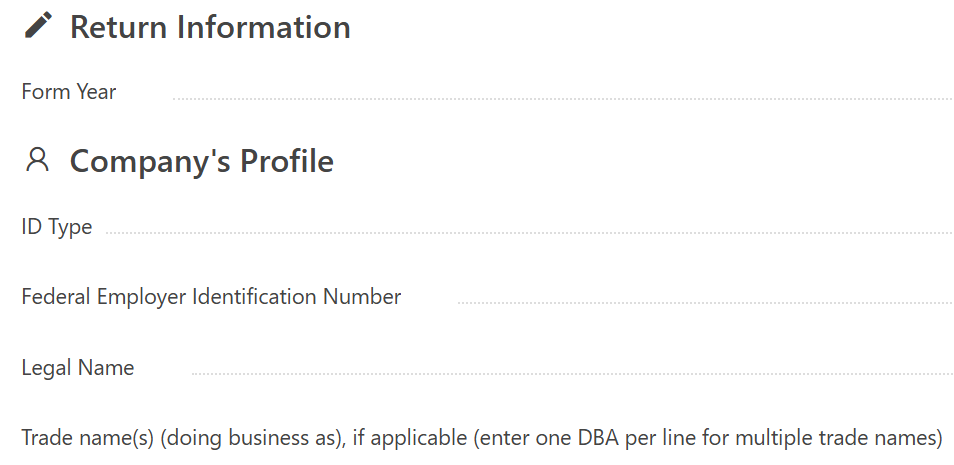 Return Information
Form Year
Company's Profile
ID Type
Federal Employer Identification Number
Legal Name
Trade name(s) (doing business as), if applicable (enter one DBA per line for multiple trade names)